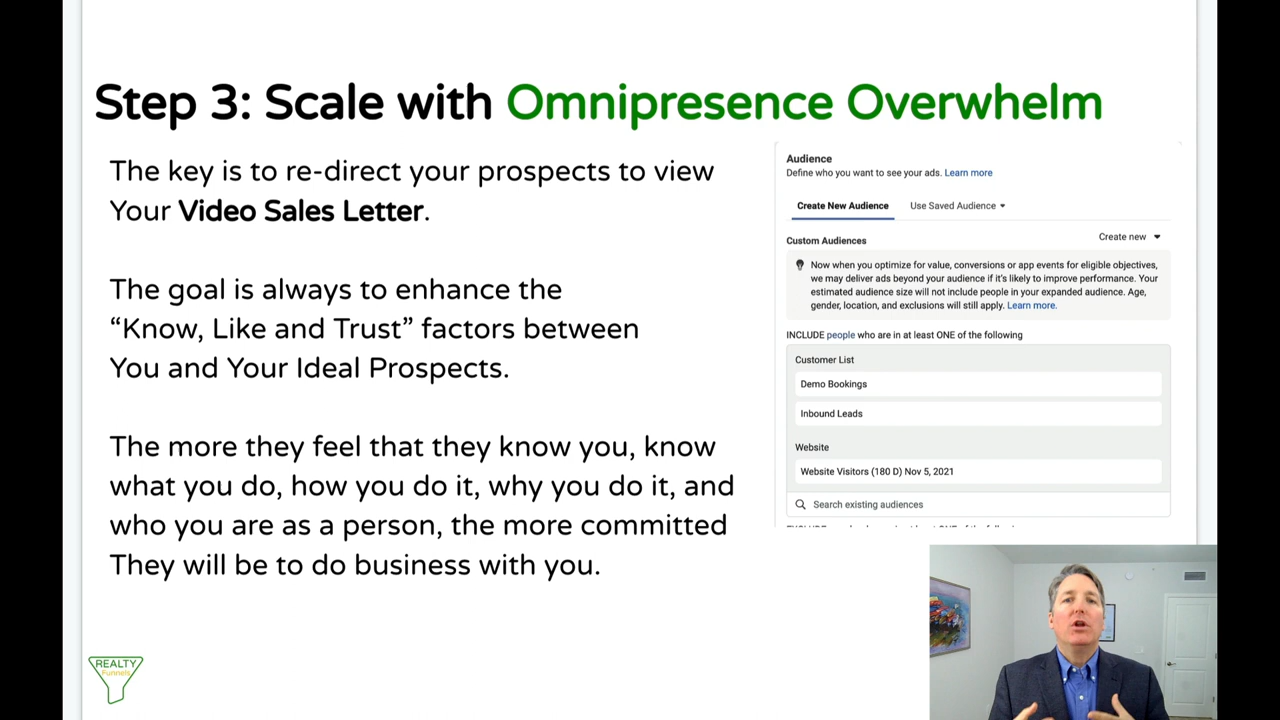 Step 3: Scale with Omnipresence Overwhelm
The key is to re-direct your prospects to view
Your Video Sales Letter.
The goal is always to enhance the
“Know, Like and Trust” factors between
You and Your Ideal Prospects.
The more they feel that they know you, know
what you do, how you do it, why you do it, and
who you are as a person, the more committed
They will be to do business with you.
Audience
Define who you want to see your ads. Learn more
Create New Audience Use Saved Audience
Custom Audiences Create new
Now when you optimize for value, conversions or app events for eligible objectives,
we may deliver ads beyond your audience if it's likely to improve performance. Your
estimated audience size will not include people in your expanded audience. Age,
gender, location, and exclusions will still apply. Learn more.
INCLUDE people who are in at least ONE of the following
Customer List
Demo Bookings
Inbound Leads
Website
Website Visitors (180 D) Nov 5, 2021
Search existing audiences
REALTY
Funnels